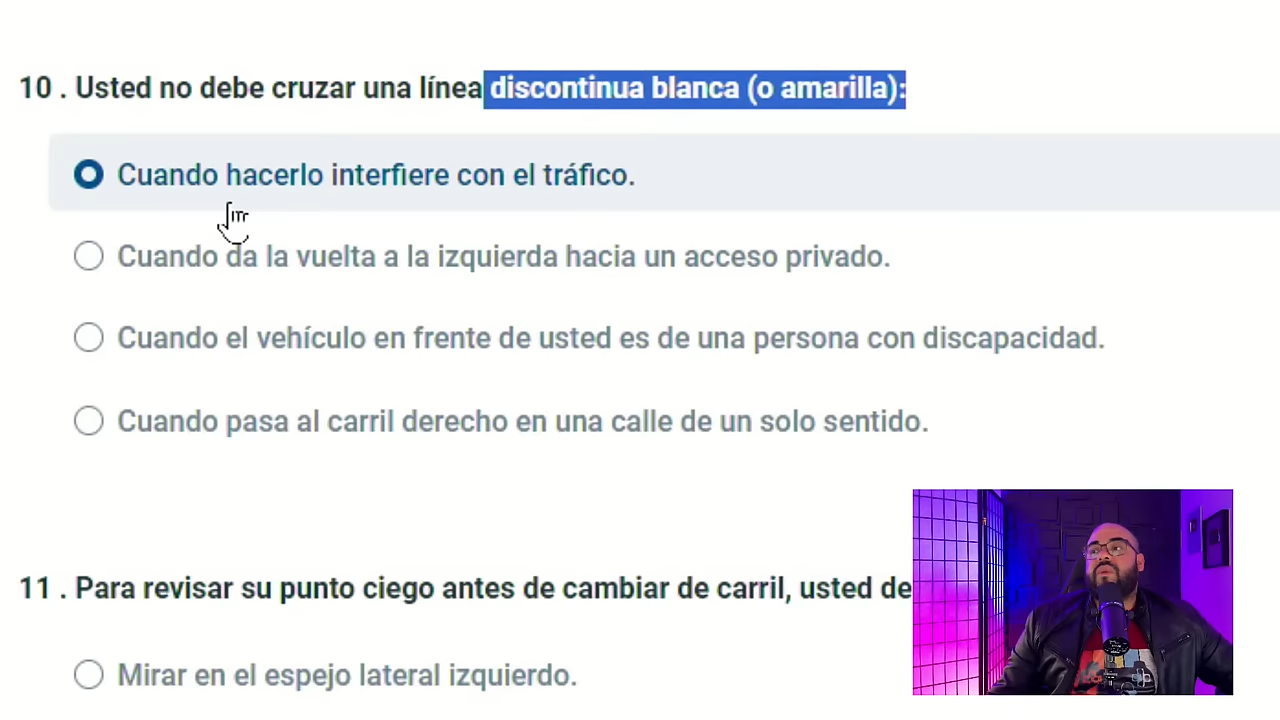 10 . Usted no debe cruzar una línea discontinua blanca (o amarilla):
Cuando hacerlo interfiere con el tráfico.
Cuando da la vuelta a la izquierda hacia un acceso privado.
Cuando el vehículo en frente de usted es de una persona con discapacidad.
Cuando pasa al carril derecho en una calle de un solo sentido.
11 . Para revisar su punto ciego antes de cambiar de carril, usted de
Mirar en el espejo lateral izquierdo.